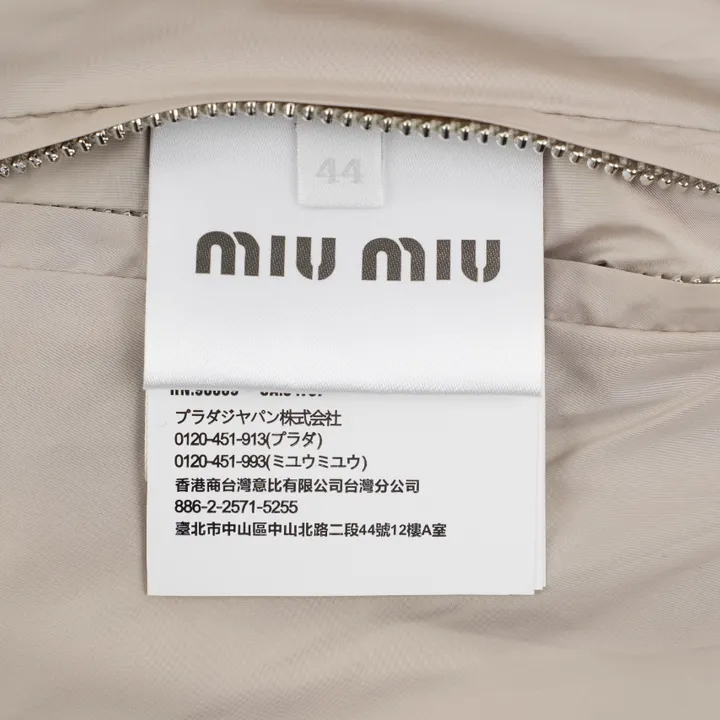 44
miu miu
プラダジャパン株式会社
0120-451-913(プラダ)
0120-451-993(ミユウミユウ)
香港商台灣意比有限公司台灣分公司
886-2-2571-5255
臺北市中山區中山北路二段44號12樓A室